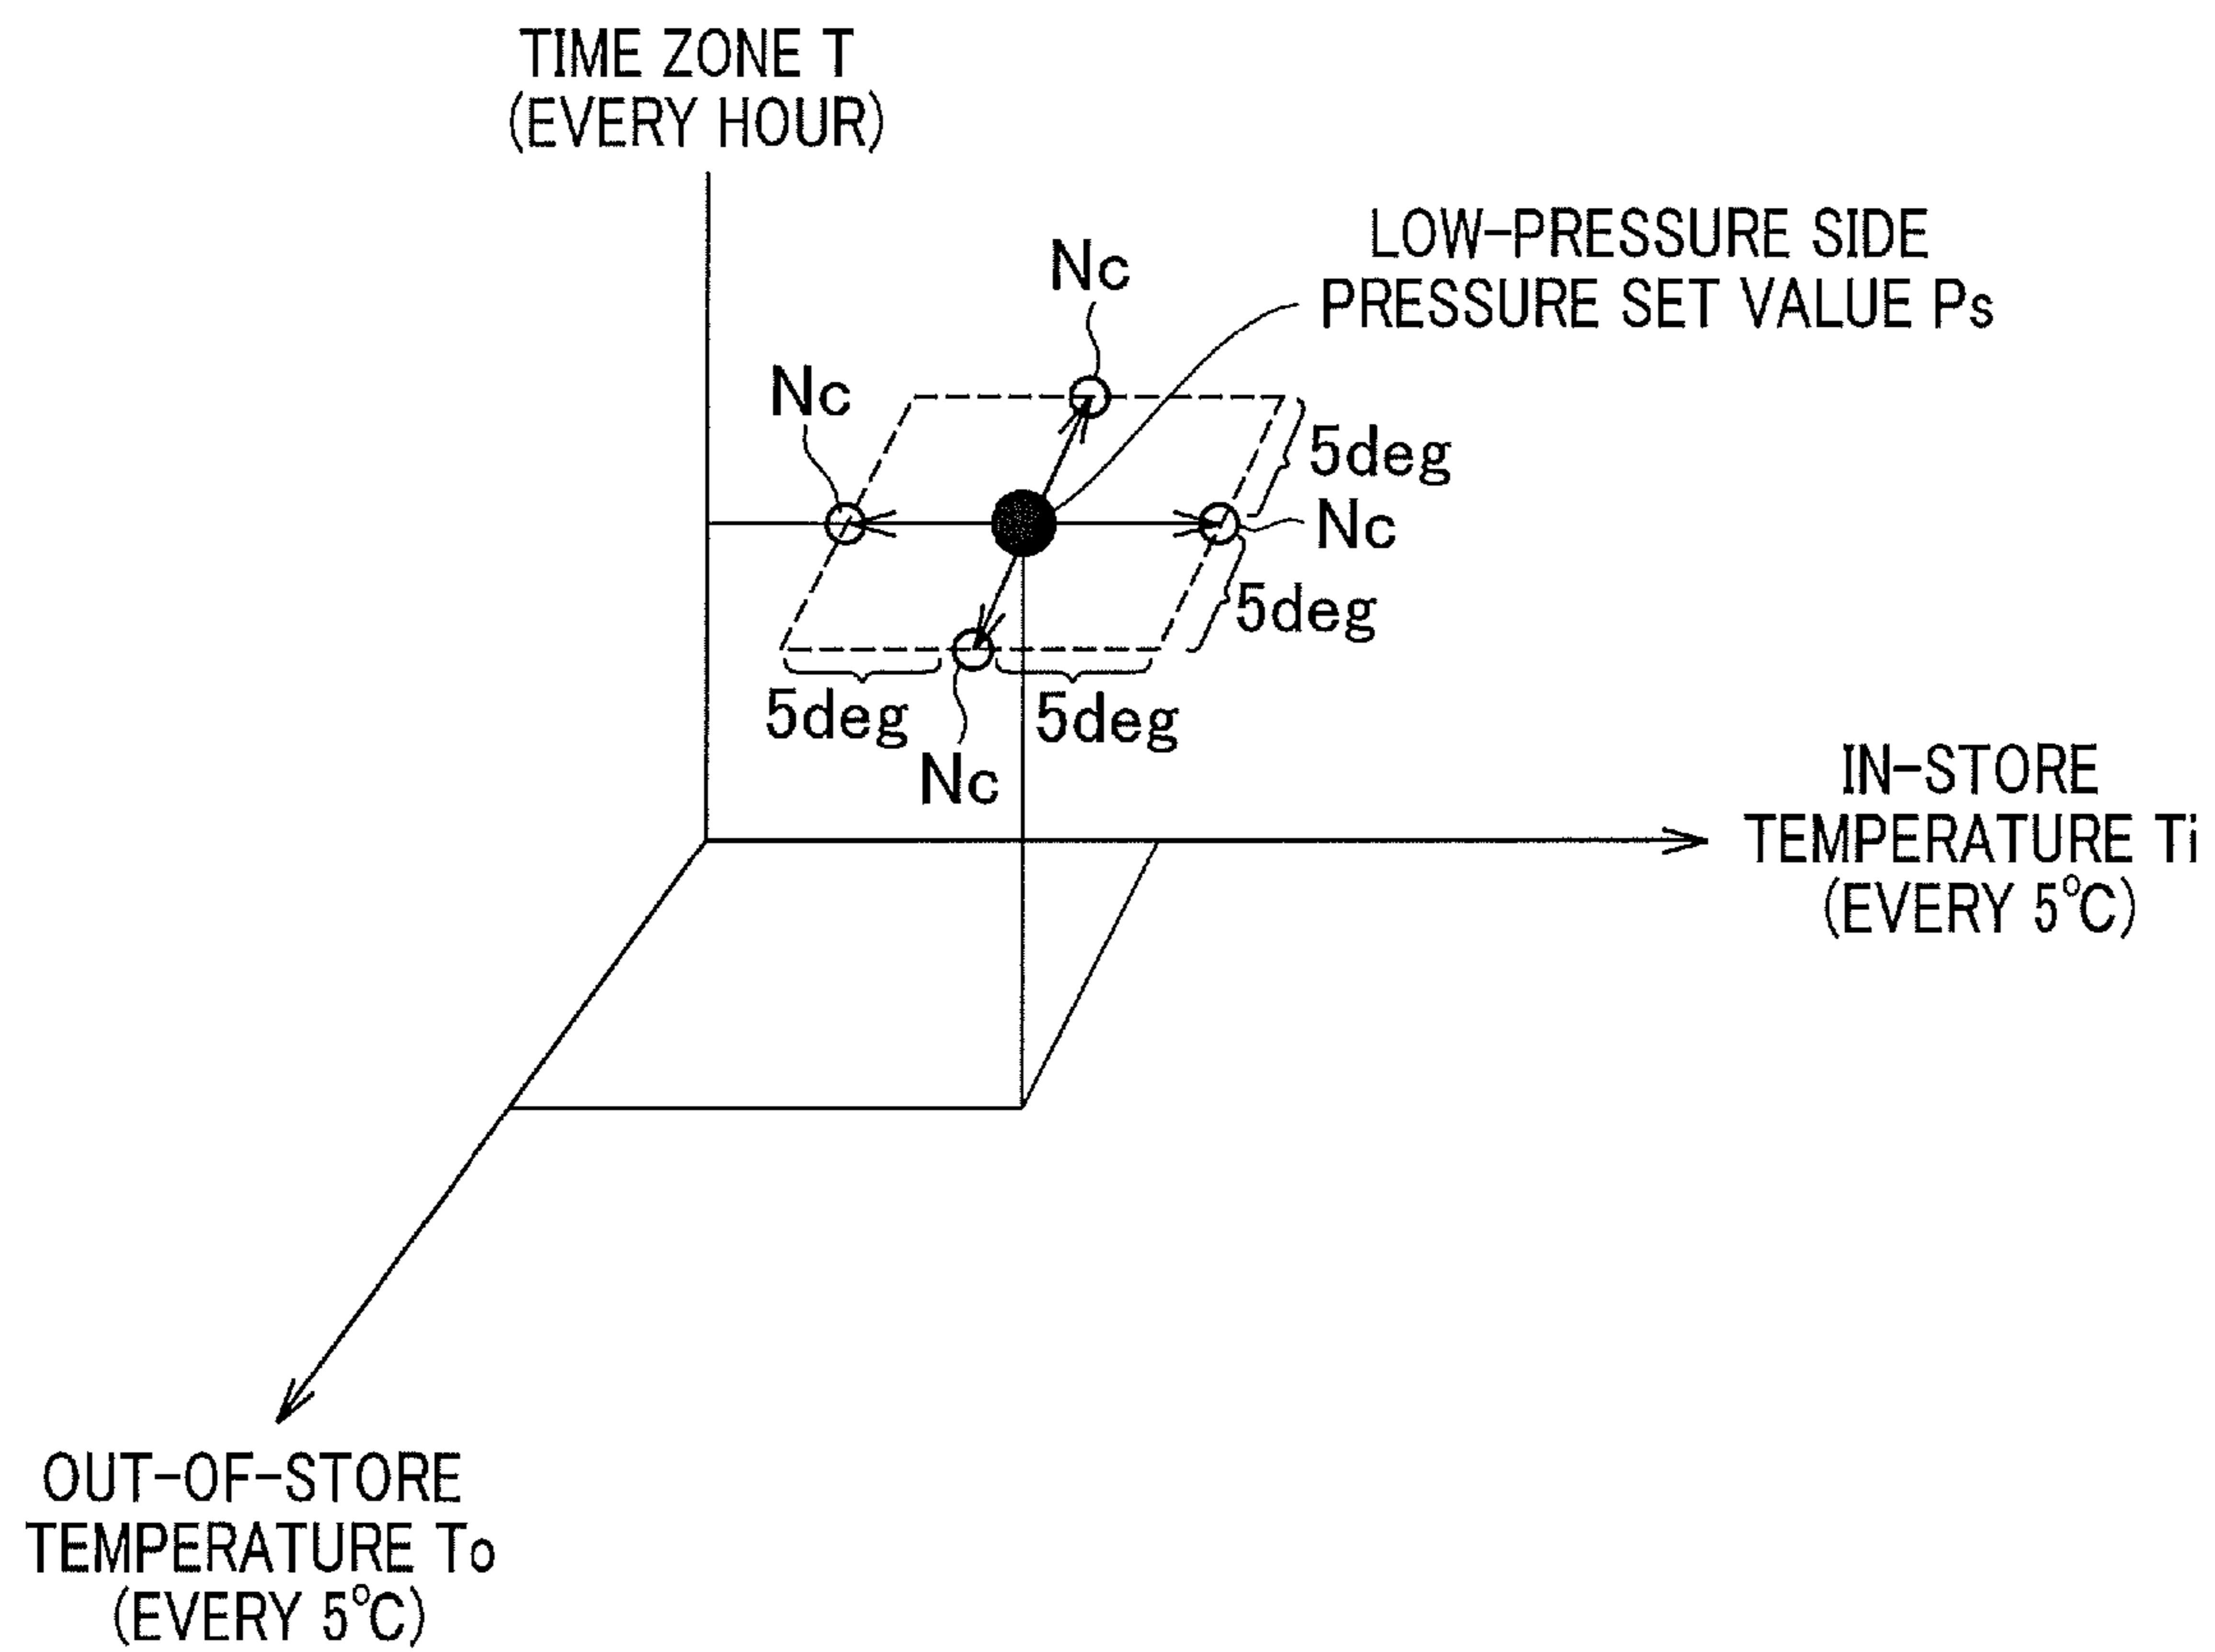 TIME ZONE T
(EVERY HOUR)
LOW-PRESSURE SIDE
PRESSURE SET VALUE Ps
Nc
Nc
5deg
Nc
5deg
5deg
5deg
Nc
IN-STORE
TEMPERATURE Ti
(EVERY 5°C)
OUT-OF-STORE
TEMPERATURE To
(EVERY 5°C)